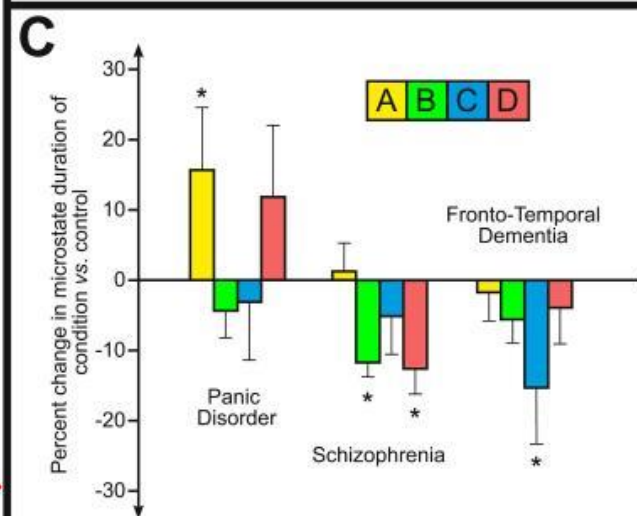 C
Percent change in microstate duration of
condition vs. control
30
20
10
0
-10
-20
-30
A B C D
*
Panic
Disorder
* *
Schizophrenia
Fronto-Temporal
Dementia
*